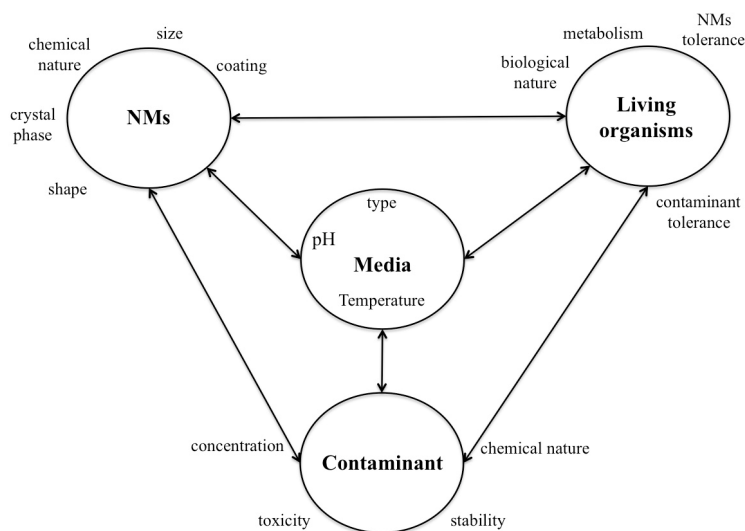 size
chemical
nature
coating
NMs
crystal
phase
shape
metabolism
NMs
tolerance
biological
nature
Living
organisms
contaminant
tolerance
type
pH
Media
Temperature
concentration
chemical nature
Contaminant
toxicity
stability